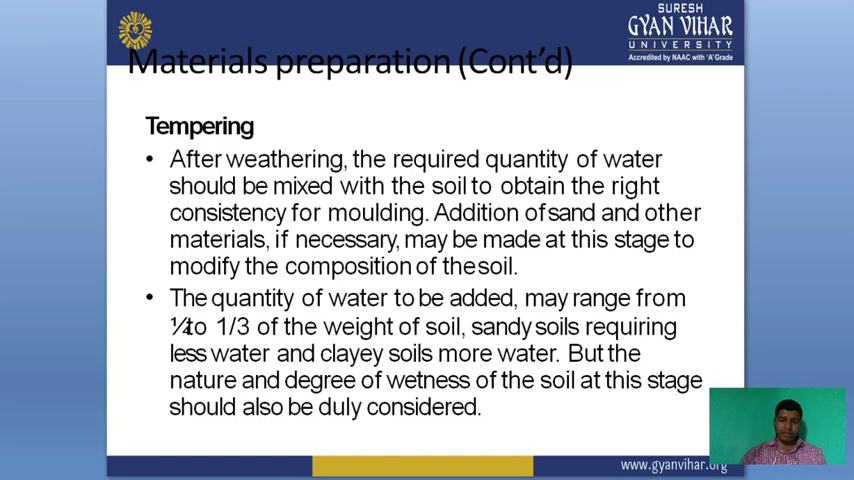 SURESH
GYAN VIHAR
UNIVERSITY
Accredited by NAAC with 'A' Grade
Materials preparation (Cont'd)
Tempering
• After weathering, the required quantity of water
should be mixed with the soil to obtain the right
consistency for moulding. Addition of sand and other
materials, if necessary, may be made at this stage to
modify the composition of the soil.
• The quantity of water to be added, may range from
¼ to 1/3 of the weight of soil, sandy soils requiring
less water and clayey soils more water. But the
nature and degree of wetness of the soil at this stage
should also be duly considered.
www.gyanvihar.org